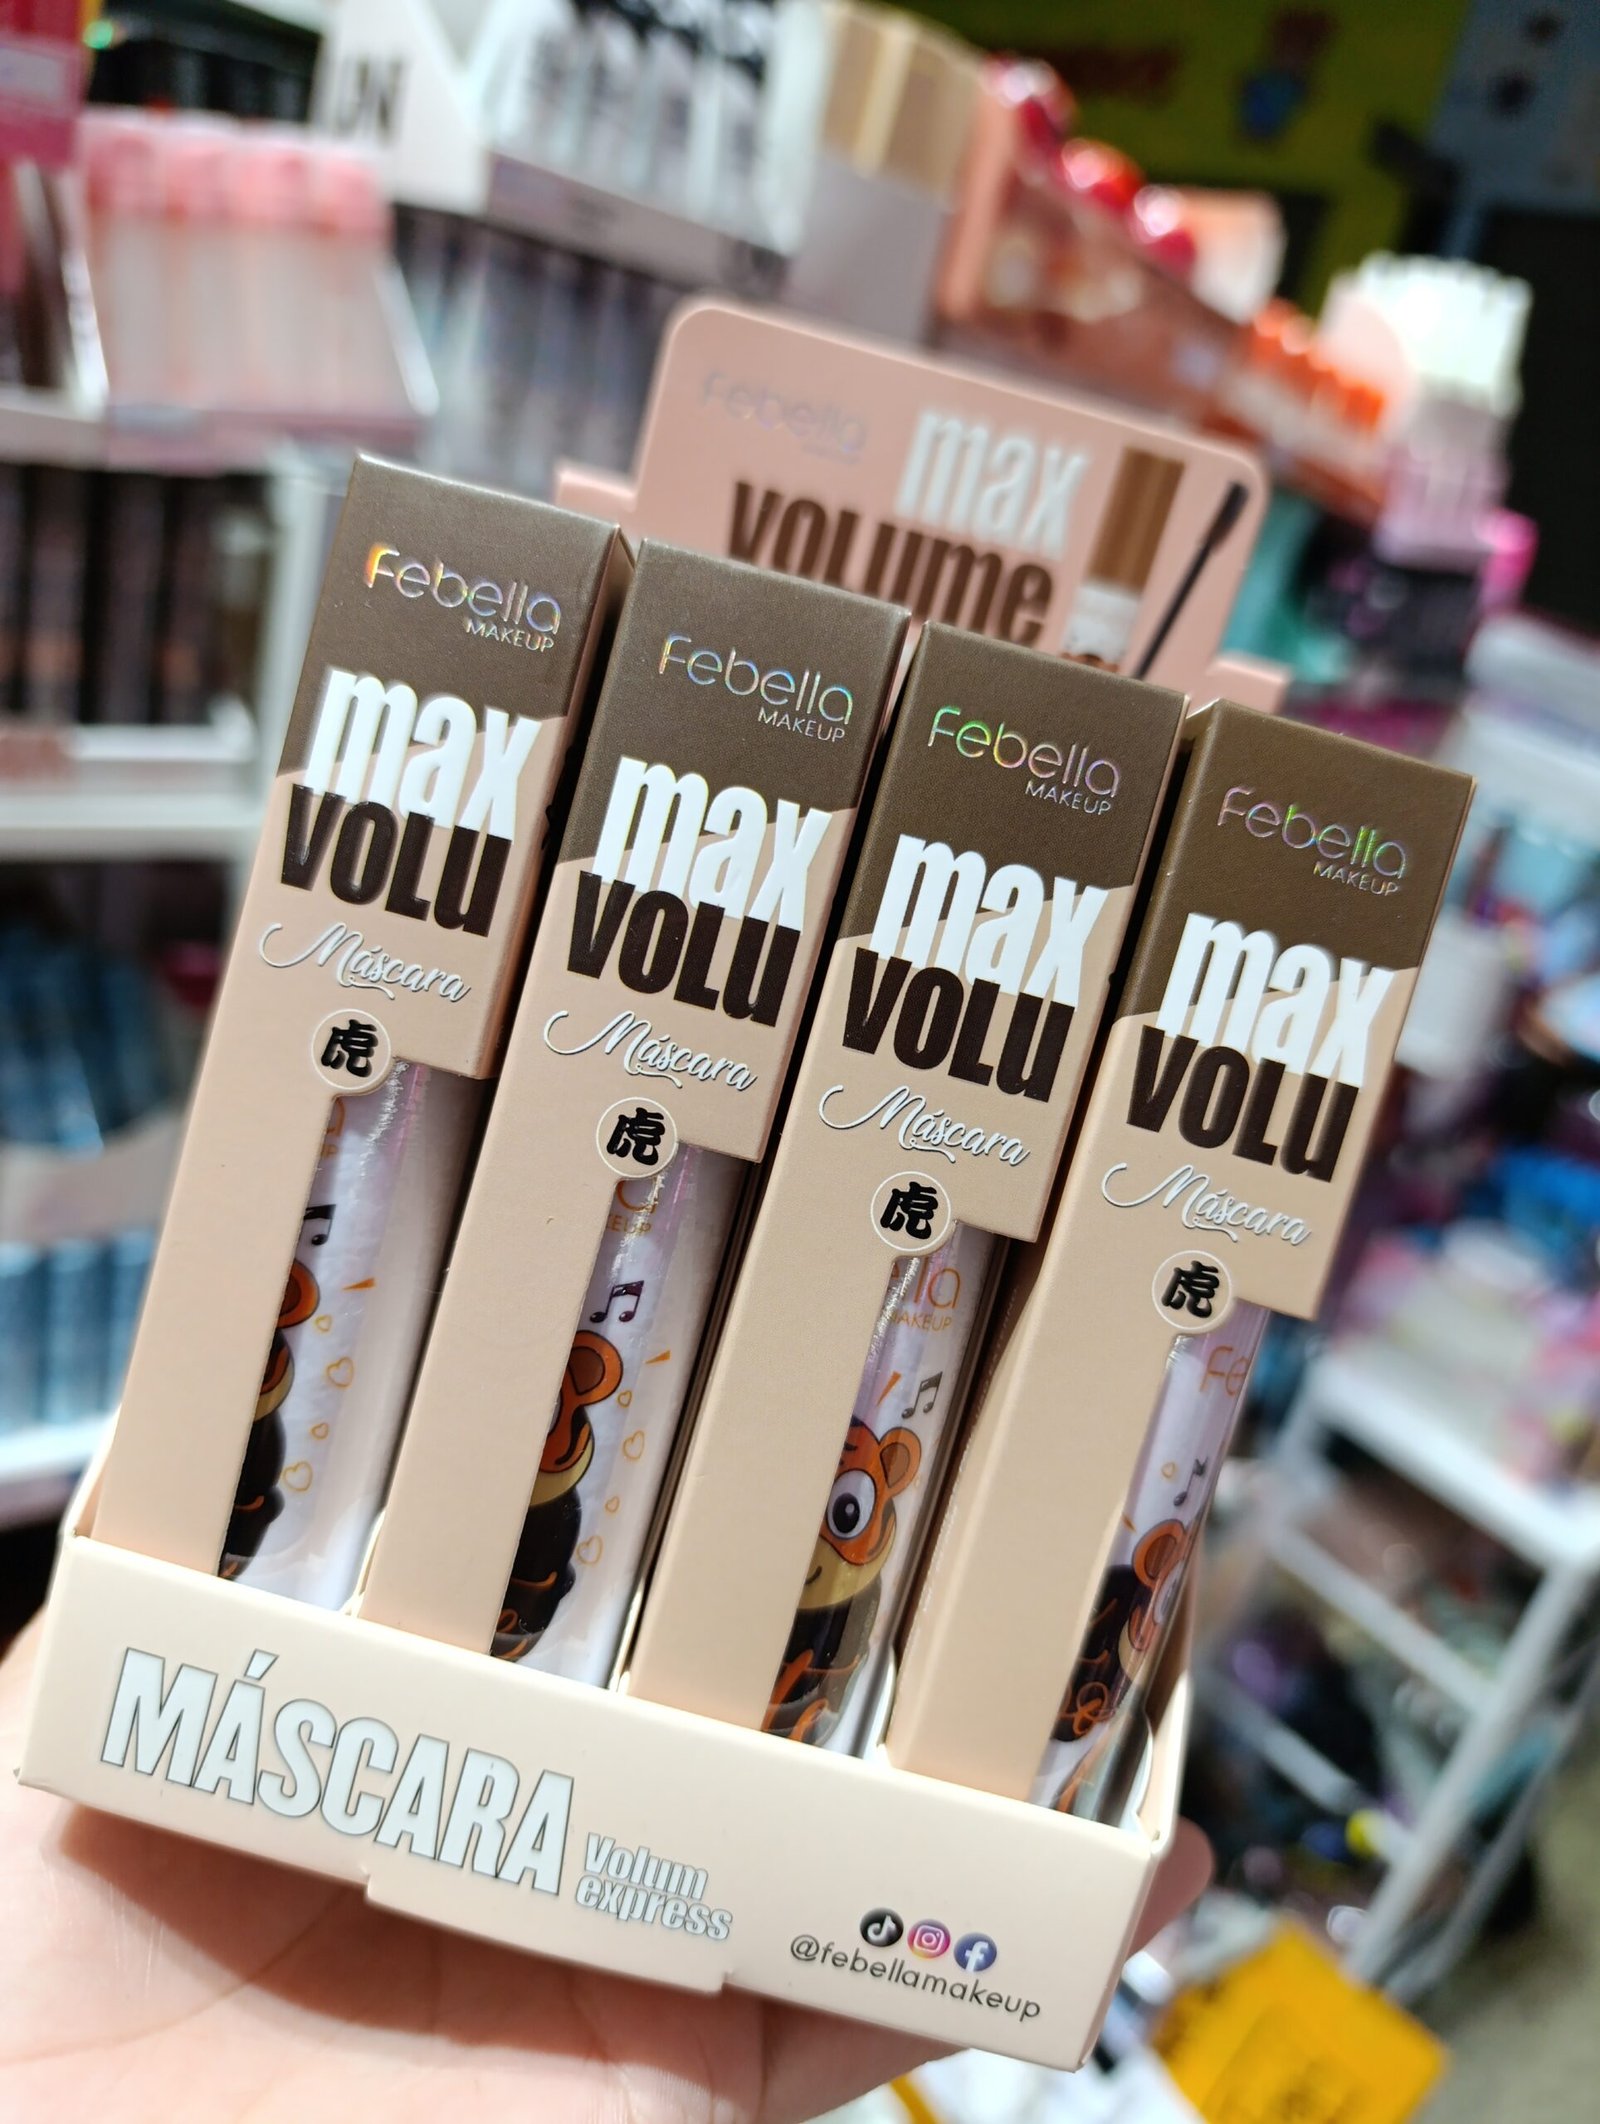 Febella
max
VOLUme
Febella
MAKEUP
max
VOLU
Máscara
虎
Febella
MAKEUP
max
VOLU
Máscara
虎
Febella
MAKEUP
max
VOLU
Máscara
虎
Febella
MAKEUP
max
VOLU
Máscara
虎
MÁSCARA
Volum
express
@febellamakeup